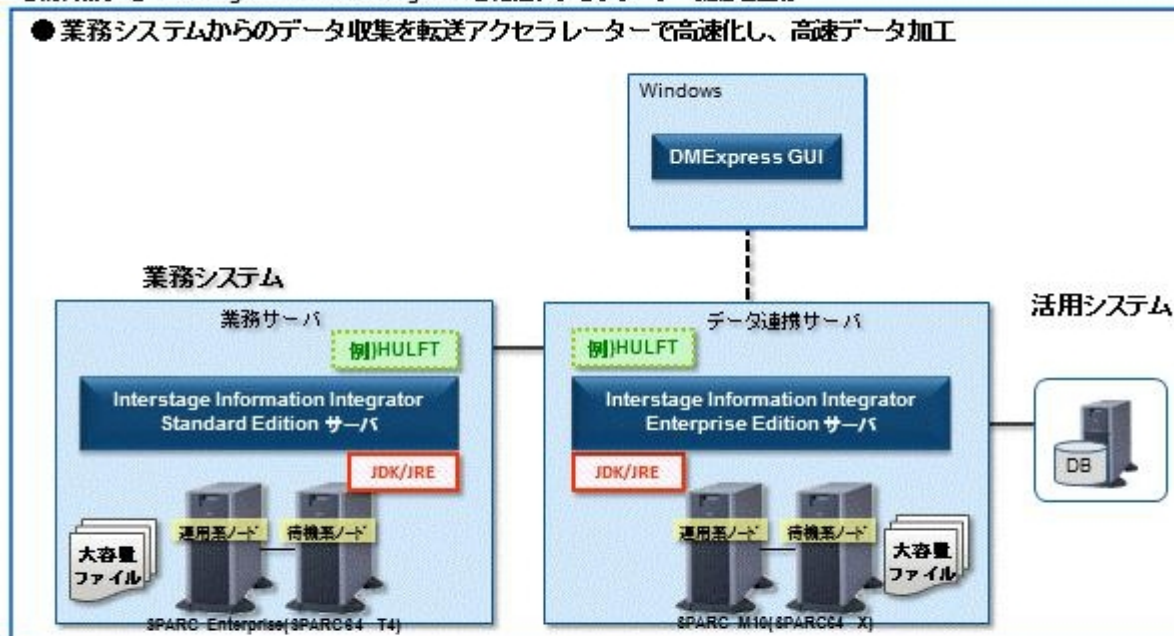 ●業務システムからのデータ収集を転送アクセラレーターで高速化し、高速データ加工
Windows
DMExpress GUI
業務システム
業務サーバ
例)HULFT
Interstage Information Integrator
Standard Edition サーバ
JDK/JRE
運用系ノード
待機系ノード
大容量
ファイル
SPARC Enterprise(SPARC64 T4)
データ連携サーバ
例)HULFT
Interstage Information Integrator
Enterprise Edition サーバ
JDK/JRE
運用系ノード
待機系ノード
大容量
ファイル
SPARC M10(SPARC64 X)
活用システム
DB